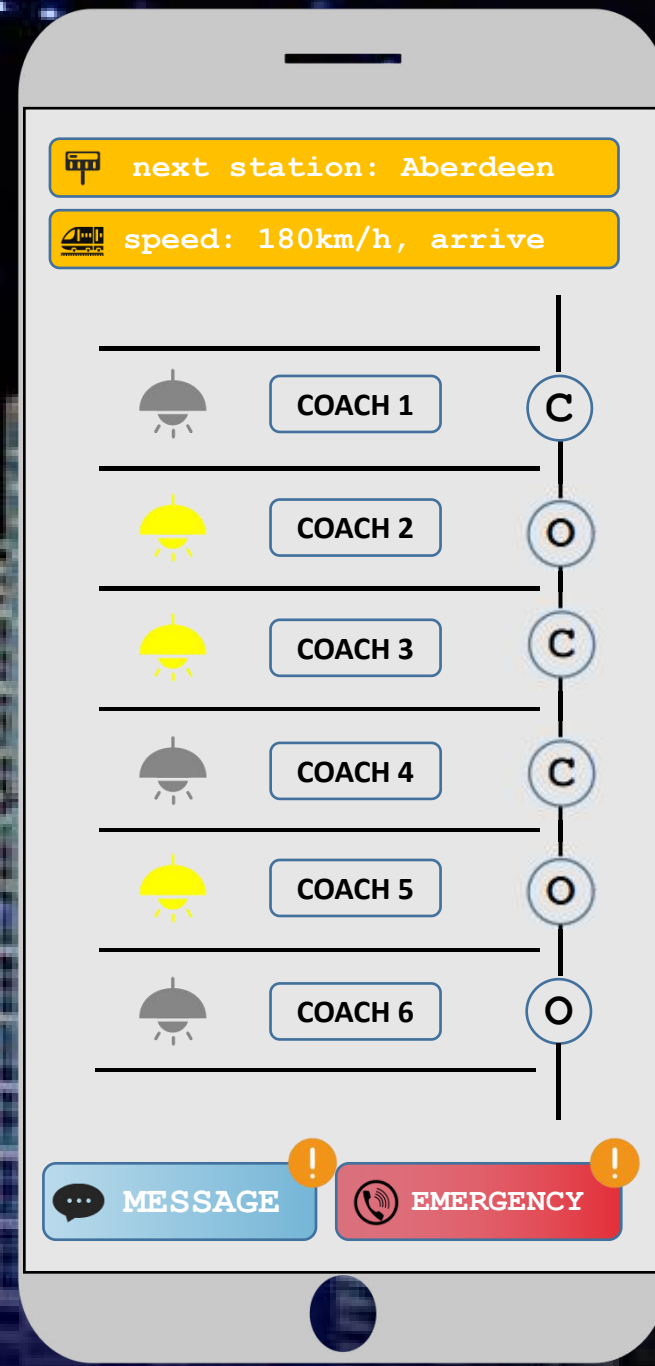 next station: Aberdeen
speed: 180km/h, arrive
COACH 1 C
COACH 2 O
COACH 3 C
COACH 4 C
COACH 5 O
COACH 6 O
! !
MESSAGE EMERGENCY